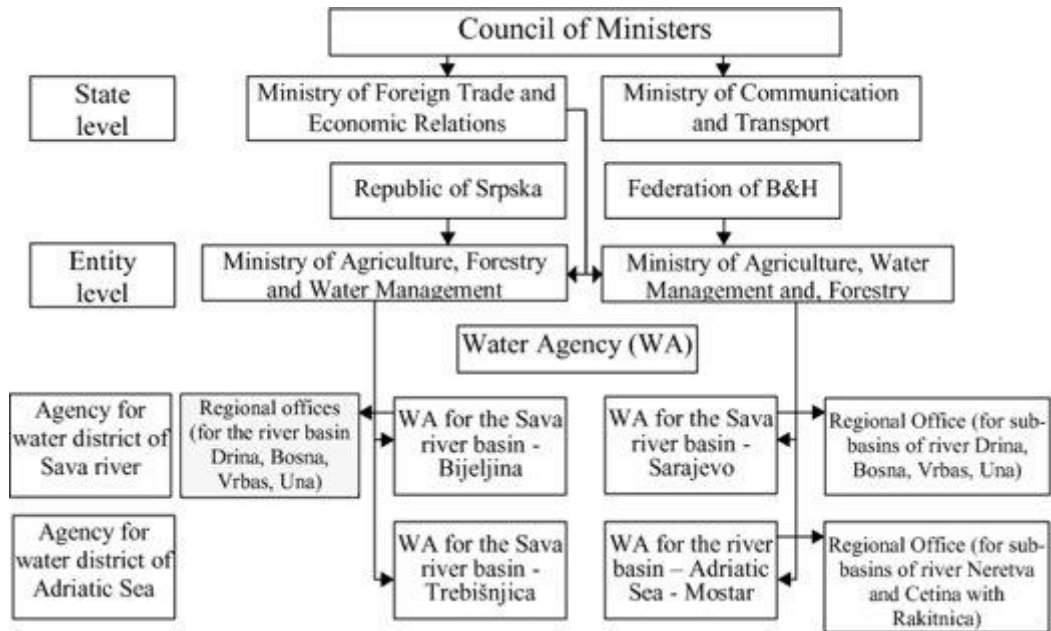 Council of Ministers
State
level
Ministry of Foreign Trade and
Economic Relations
Ministry of Communication
and Transport
Republic of Srpska
Federation of B&H
Entity
level
Ministry of Agriculture, Forestry
and Water Management
Ministry of Agriculture, Water
Management and, Forestry
Water Agency (WA)
Agency for
water district of
Sava river
Regional offices
(for the river basin
Drina, Bosna,
Vrbas, Una)
WA for the Sava
river basin -
Bijeljina
WA for the Sava
river basin -
Sarajevo
Regional Office (for sub-
basins of river Drina,
Bosna, Vrbas, Una)
Agency for
water district of
Adriatic Sea
WA for the Sava
river basin -
Trebišnjica
WA for the river
basin – Adriatic
Sea - Mostar
Regional Office (for sub-
basins of river Neretva
and Cetina with
Rakitnica)